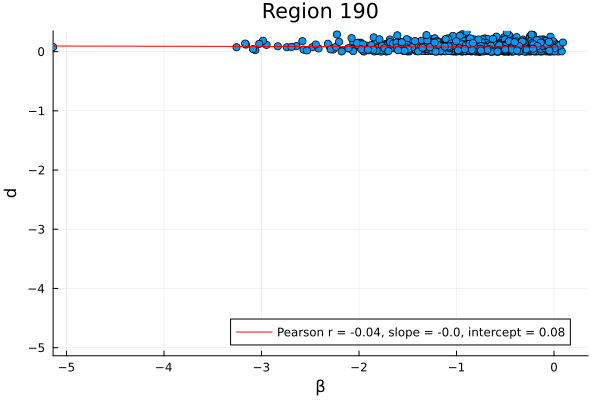 Region 190
d
0
−1
−2
−3
−4
−5
Pearson r = -0.04, slope = -0.0, intercept = 0.08
−5 −4 −3 −2 −1 0
β